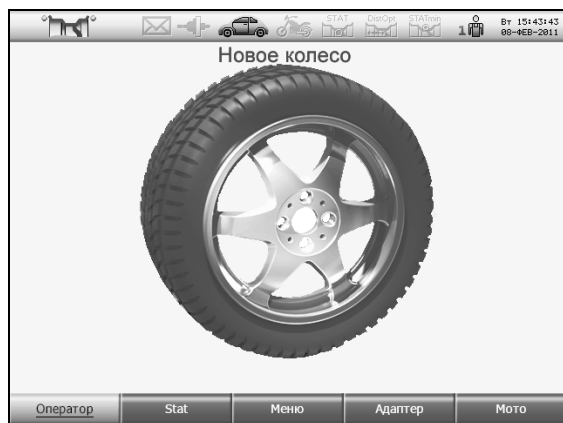 STAT DistOpt STATmin 1 Вт 15:43:43
08-ФЕВ-2011
Новое колесо
Оператор Stat Меню Адаптер Мото